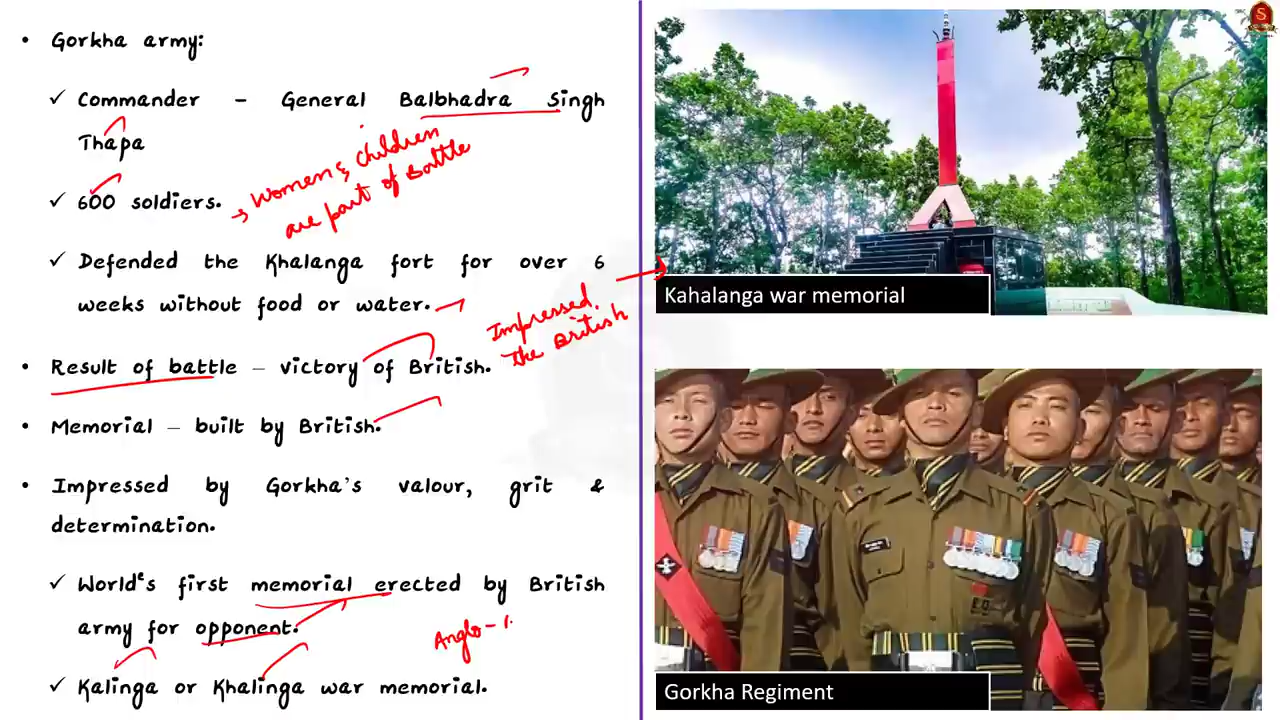 • Gorkha army:
✓ Commander – General Balbhadra Singh
Thapa
✓ 600 soldiers.
→ Women & children
are part of Battle
✓ Defended the Khalanga fort for over 6
weeks without food or water.
Impressed
the British
• Result of battle – victory of British.
• Memorial – built by British.
• Impressed by Gorkha's valour, grit &
determination.
✓ World's first memorial erected by British
army for opponent.
Anglo-
✓ Kalinga or Khalinga war memorial.
Kahalanga war memorial
Gorkha Regiment